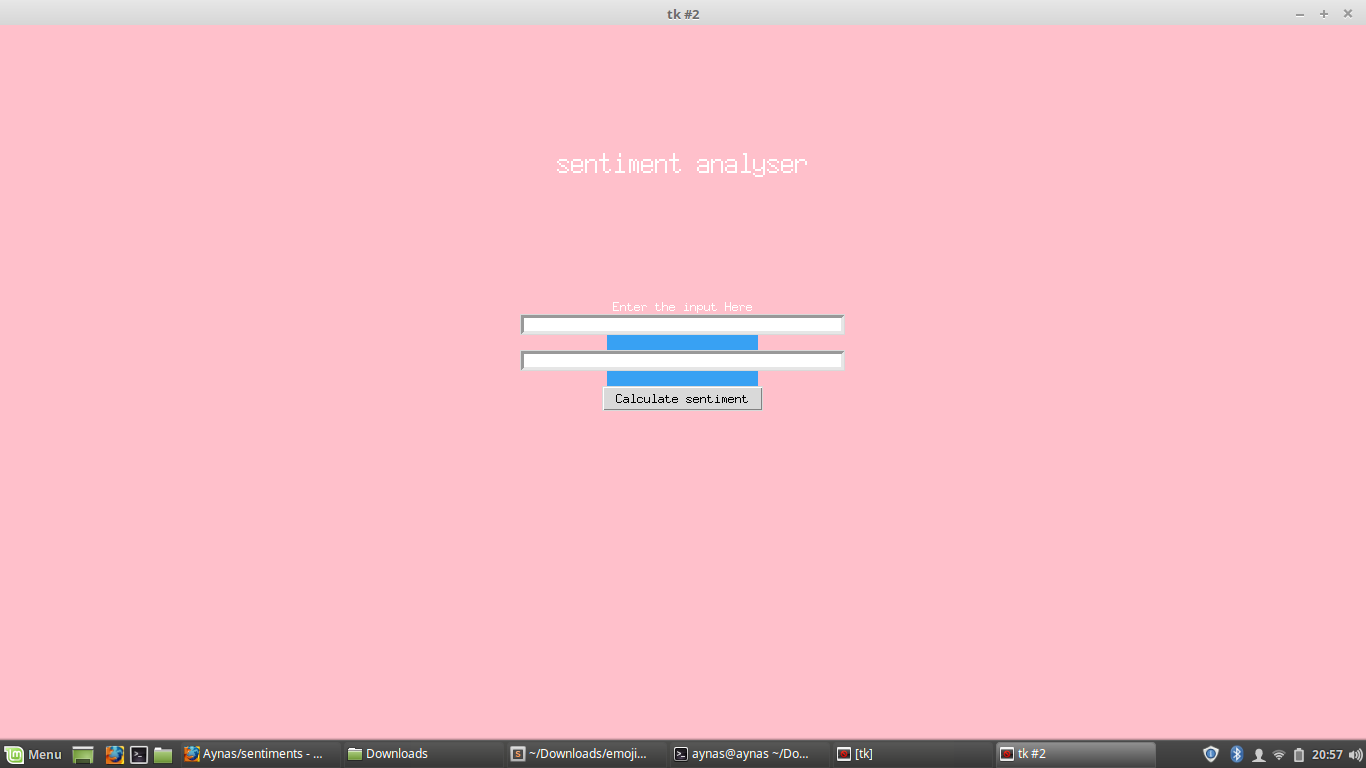 tk #2
sentiment analyser
Enter the input Here
Calculate sentiment
Menu
Aynas/sentiments - ...
Downloads
~/Downloads/emoji...
aynas@aynas ~/Do...
[tk]
tk #2
20:57